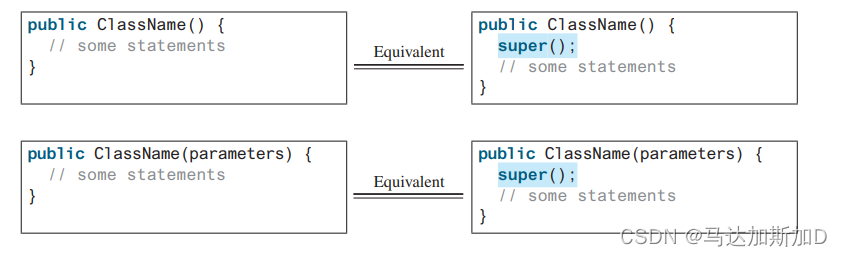 public ClassName() {
// some statements
}
Equivalent
public ClassName() {
super();
// some statements
}
public ClassName(parameters) {
// some statements
}
Equivalent
public ClassName(parameters) {
super();
// some statements
}
CSDN @马达加斯加D